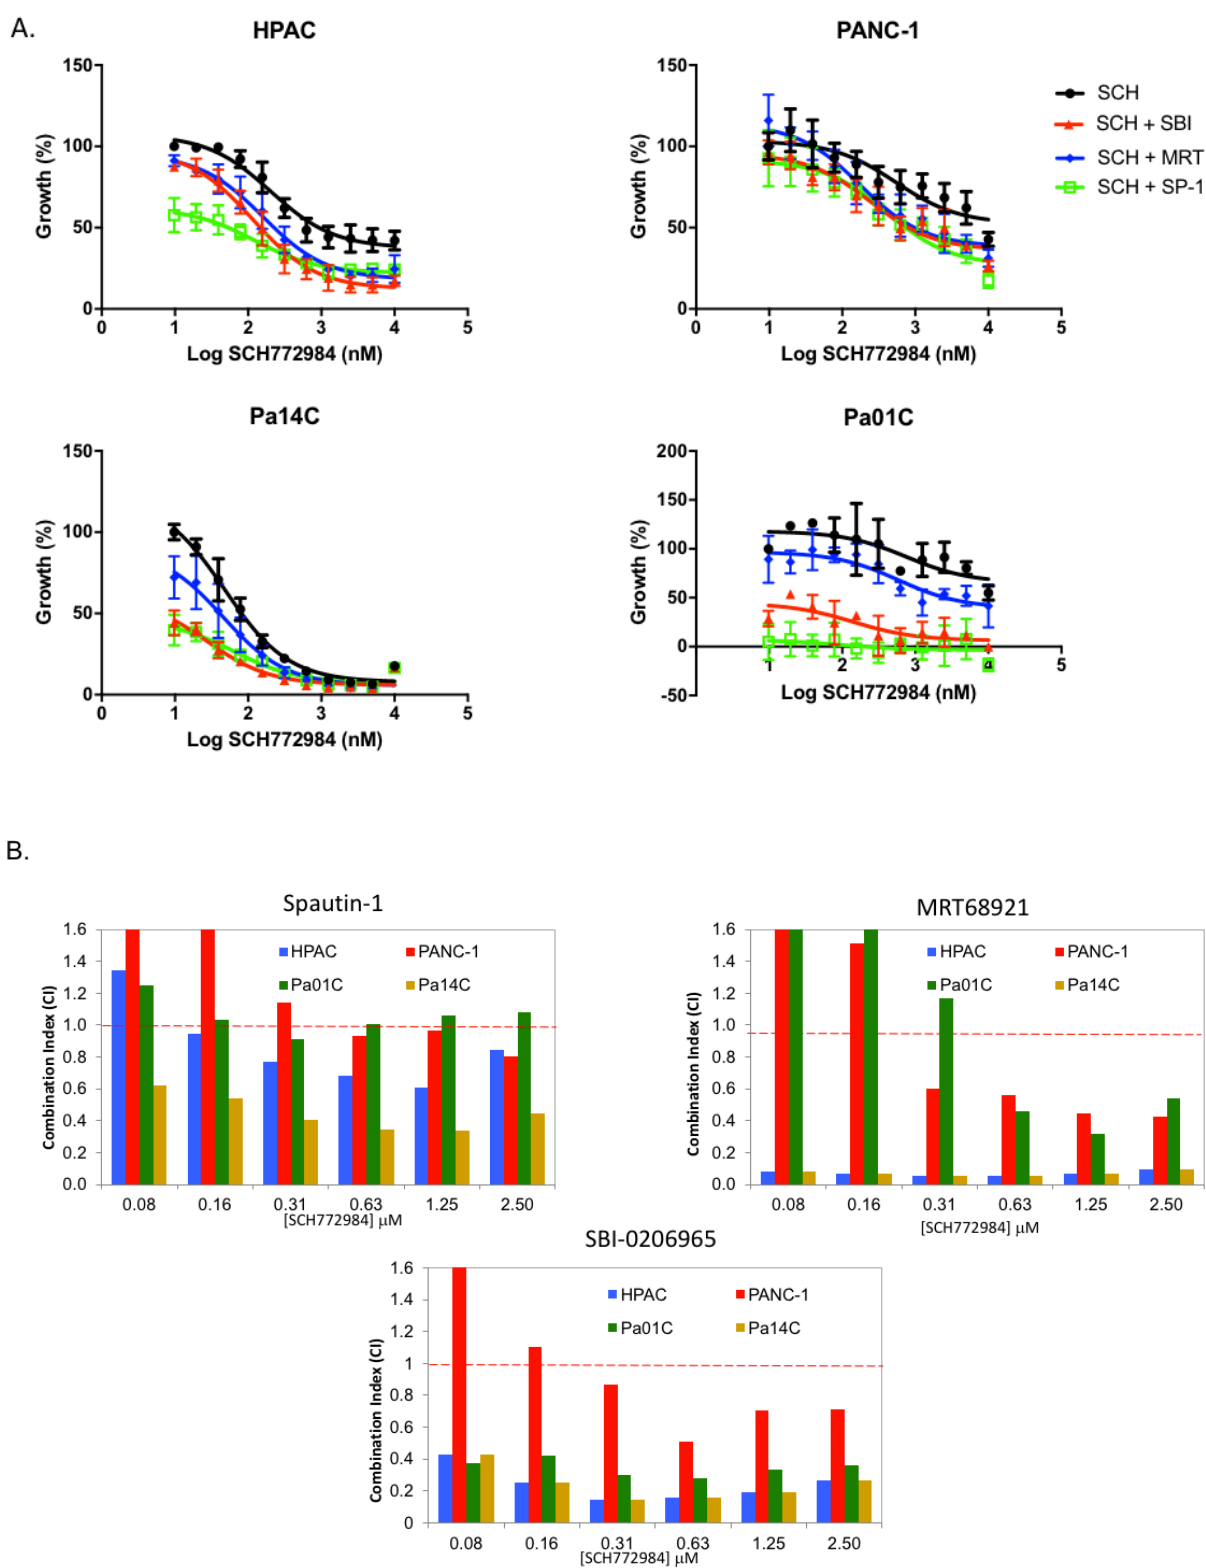 A.
HPAC
150
100
50
0
Growth (%)
0 1 2 3 4 5
Log SCH772984 (nM)
PANC-1
150
100
50
0
Growth (%)
0 1 2 3 4 5
Log SCH772984 (nM)
SCH
SCH + SBI
SCH + MRT
SCH + SP-1
Pa14C
150
100
50
0
Growth (%)
0 1 2 3 4 5
Log SCH772984 (nM)
Pa01C
200
150
100
50
0
-50
Growth (%)
1 2 3 4 5
Log SCH772984 (nM)
B.
Spautin-1
1.6
1.4
1.2
1.0
0.8
0.6
0.4
0.2
0.0
Combination Index (CI)
HPAC PANC-1
Pa01C Pa14C
0.08 0.16 0.31 0.63 1.25 2.50
[SCH772984] µM
MRT68921
1.6
1.4
1.2
1.0
0.8
0.6
0.4
0.2
0.0
Combination Index (CI)
HPAC PANC-1
Pa01C Pa14C
0.08 0.16 0.31 0.63 1.25 2.50
[SCH772984] µM
SBI-0206965
1.6
1.4
1.2
1
0.8
0.6
0.4
0.2
0
Combination Index (CI)
HPAC PANC-1
Pa01C Pa14C
0.08 0.16 0.31 0.63 1.25 2.50
[SCH772984] µM